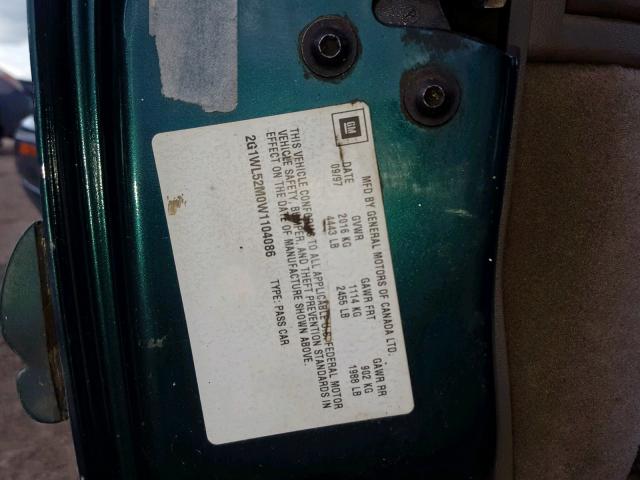 GM
MFD BY GENERAL MOTORS OF CANADA LTD.
DATE GVWR GAWR FRT GAWR RR
09/97 2016 KG 1114 KG 902 KG
4443 LB 2455 LB 1988 LB
THIS VEHICLE CONFORMS TO ALL APPLICABLE U.S. FEDERAL MOTOR
VEHICLE SAFETY, BUMPER, AND THEFT PREVENTION STANDARDS IN
EFFECT ON THE DATE OF MANUFACTURE SHOWN ABOVE.
2G1WL52M0W1104086 TYPE: PASS CAR